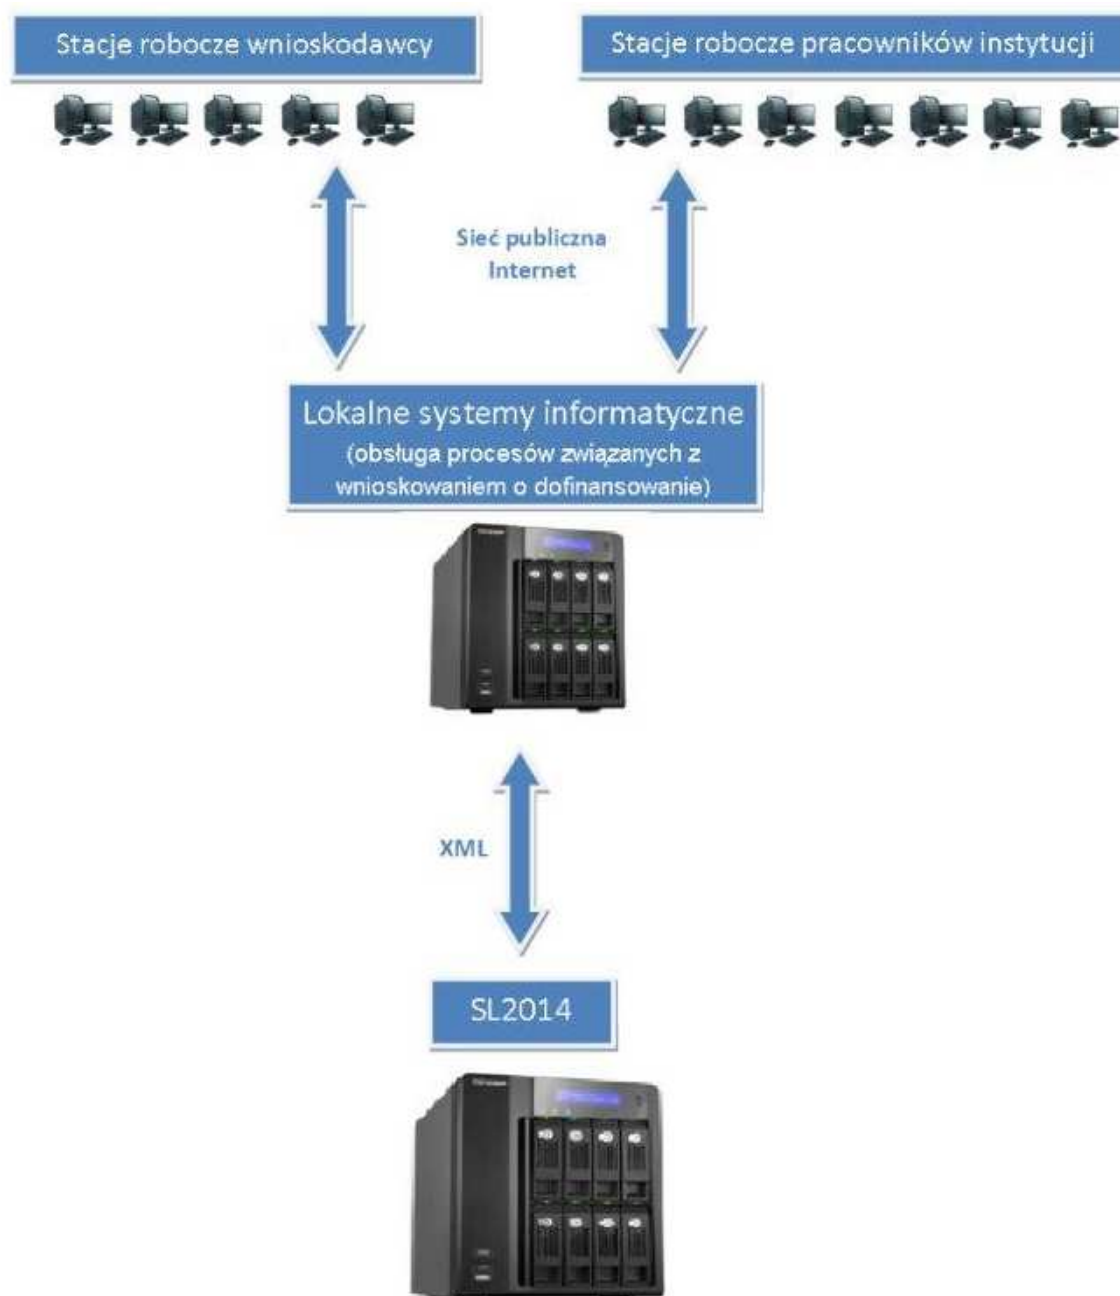 Stacje robocze wnioskodawcy
Stacje robocze pracowników instytucji
Sieć publiczna
Internet
Lokalne systemy informatyczne
(obsługa procesów związanych z
wnioskowaniem o dofinansowanie)
XML
SL2014